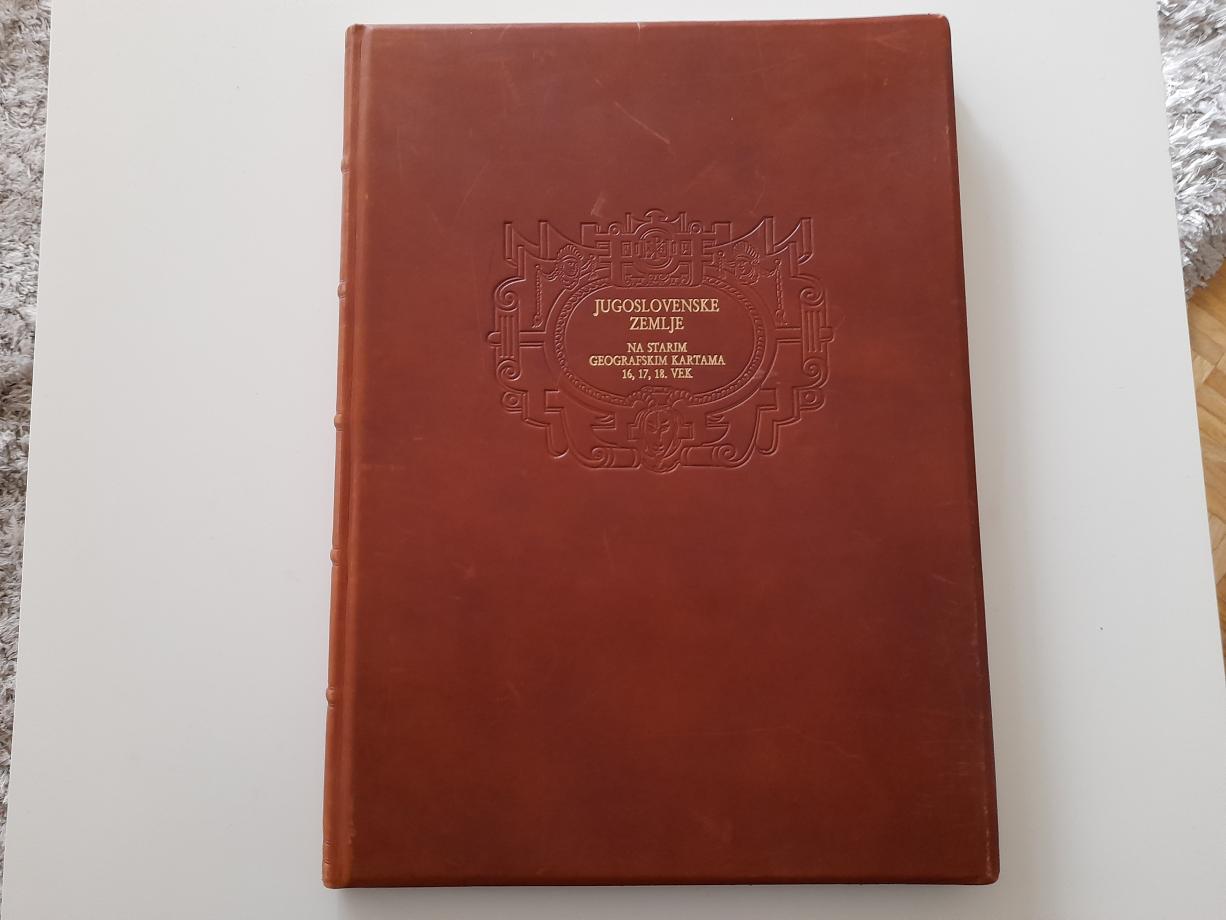 JUGOSLOVENSKE
ZEMLJE
NA STARIM
GEOGRAFSKIM KARTAMA
16, 17, 18. VEK